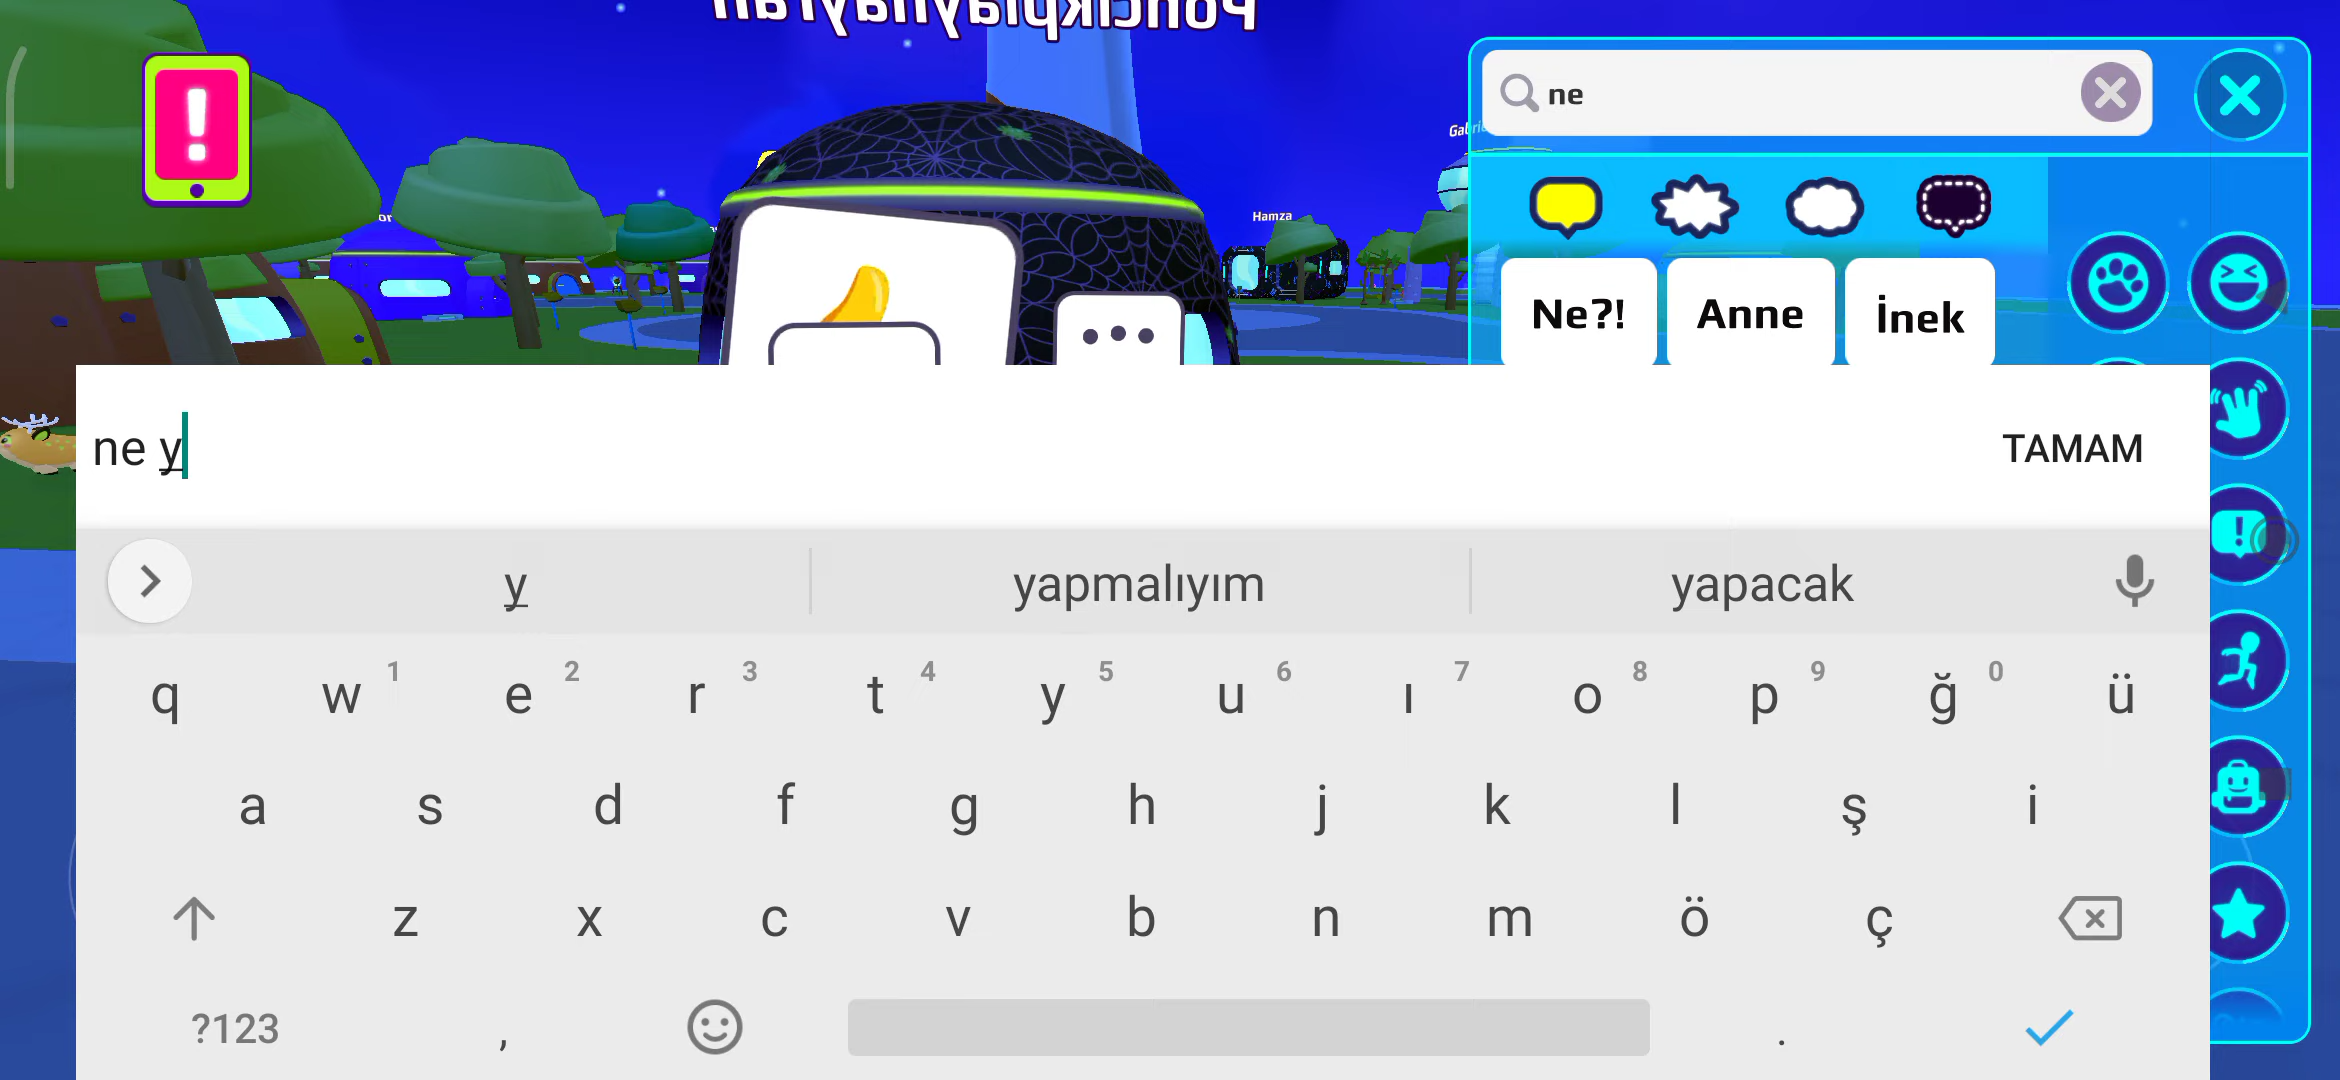 Poncikplaynayran
ne
Hamza
Ne?!
Anne
İnek
ne y
TAMAM
y
yapmalıyım
yapacak
q w 1 e 2 r 3 t 4 y 5 u 6 ı 7 o 8 p 9 ğ 0 ü
a s d f g h j k l ş i
z x c v b n m ö ç
?123 , .